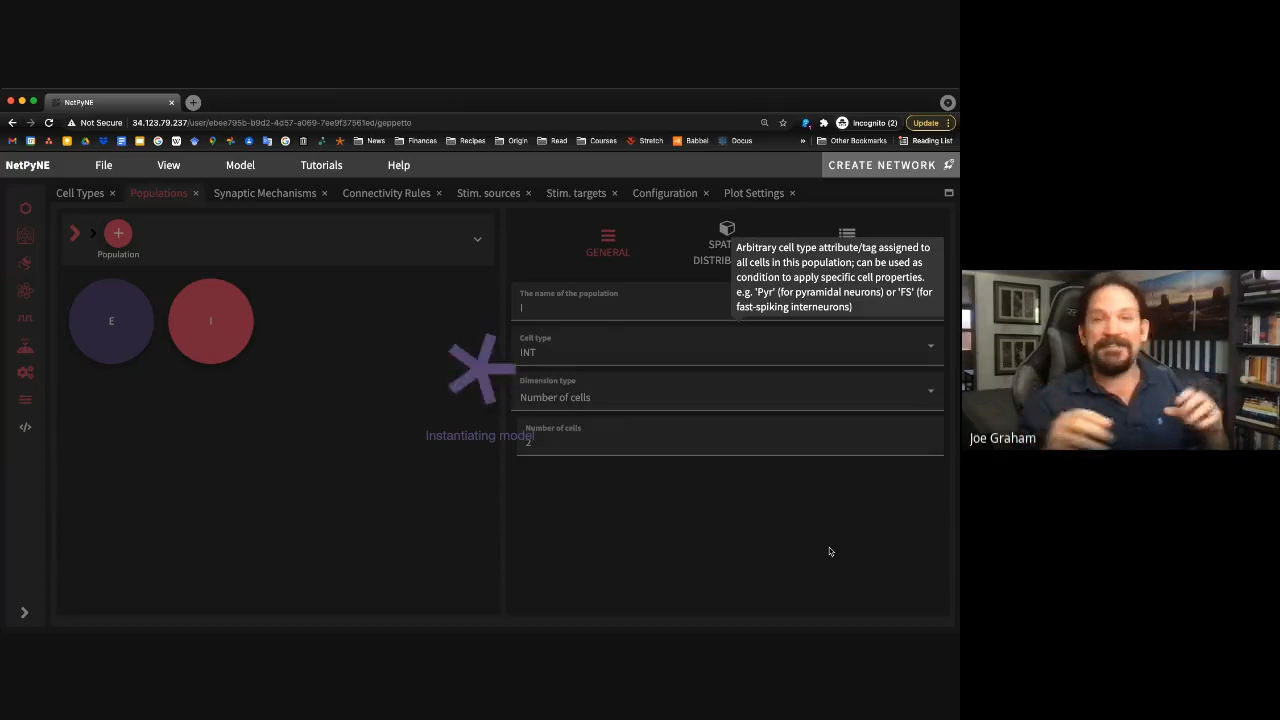 NetPyNE
Not Secure
34.123.79.237/user/ebee795b-b9d2-4d57-a069-7ee9f37561ed/geppetto
Incognito (2)
Update
News
Finances
Recipes
Origin
Read
Courses
Stretch
Babbel
Docus
»
Other Bookmarks
Reading List
NetPyNE
File
View
Model
Tutorials
Help
CREATE NETWORK
Cell Types
Populations
Synaptic Mechanisms
Connectivity Rules
Stim. sources
Stim. targets
Configuration
Plot Settings
Population
E
I
GENERAL
Arbitrary cell type attribute/tag assigned to
all cells in this population; can be used as
condition to apply specific cell properties.
e.g. 'Pyr' (for pyramidal neurons) or 'FS' (for
fast-spiking interneurons)
The name of the population
I
Cell type
INT
Dimension type
Number of cells
Number of cells
2
Instantiating model
Joe Graham